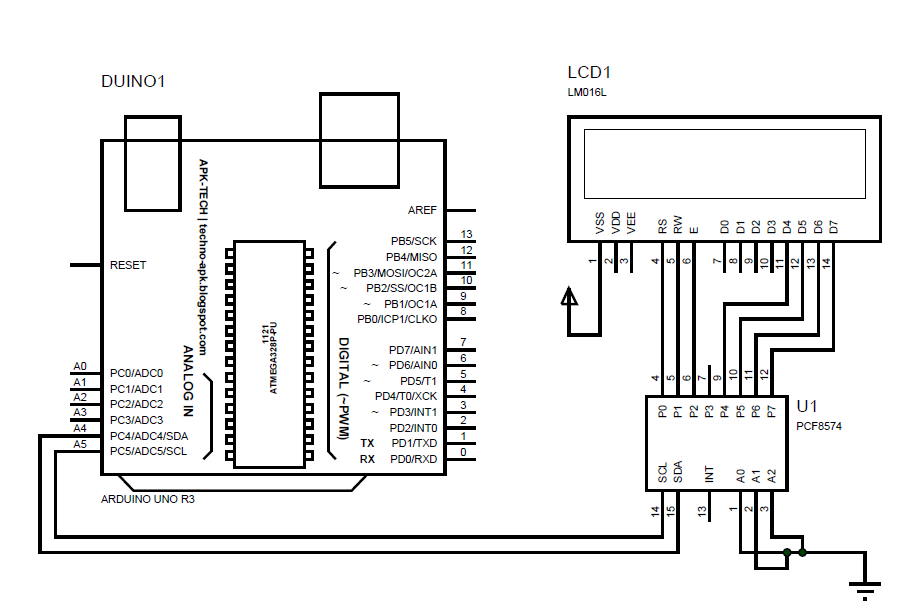 DUINO1
LCD1
LM016L
APK-TECH | techno-apk.blogspot.com
AREF
RESET
13
PB5/SCK
12
PB4/MISO
11
~ PB3/MOSI/OC2A
10
~ PB2/SS/OC1B
9
~ PB1/OC1A
8
PB0/ICP1/CLKO
7
PD7/AIN1
6
~ PD6/AIN0
5
~ PD5/T1
4
PD4/T0/XCK
3
~ PD3/INT1
2
PD2/INT0
1
TX PD1/TXD
0
RX PD0/RXD
1121
ATMEGA328P-PU
DIGITAL (~PWM)
ANALOG IN
A0
PC0/ADC0
A1
PC1/ADC1
A2
PC2/ADC2
A3
PC3/ADC3
A4
PC4/ADC4/SDA
A5
PC5/ADC5/SCL
ARDUINO UNO R3
VSS VDD VEE RS RW E D0 D1 D2 D3 D4 D5 D6 D7
1 2 3 4 5 6 7 8 9 10 11 12 13 14
4 5 6 7 9 10 11 12
P0 P1 P2 P3 P4 P5 P6 P7
U1
PCF8574
SCL SDA INT A0 A1 A2
14 15 13 1 2 3